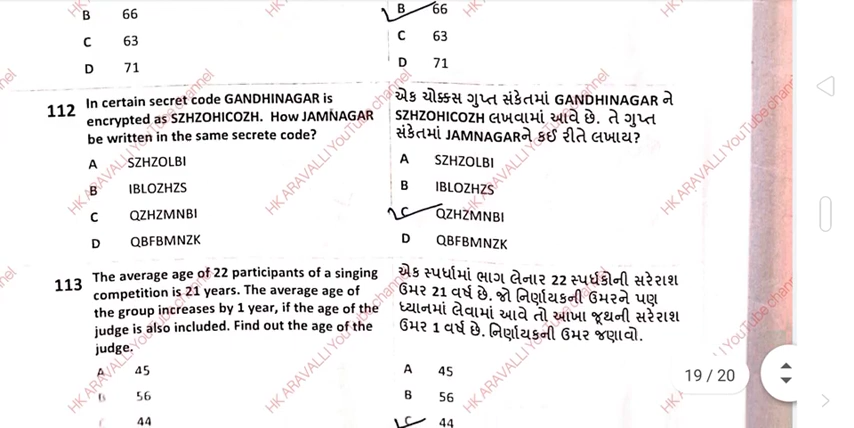 B 66
C 63
D 71
112 In certain secret code GANDHINAGAR is
encrypted as SZHZOHICOZH. How JAMNAGAR
be written in the same secrete code?
A SZHZOLBI
B IBLOZHZS
C QZHZMNBI
D QBFBMNZK
113 The average age of 22 participants of a singing
competition is 21 years. The average age of
the group increases by 1 year, if the age of the
judge is also included. Find out the age of the
judge.
A 45
B 56
C 44
B 66
C 63
D 71
એક ચોક્કસ ગુપ્ત સંકેતમાં GANDHINAGAR ને
SZHZOHICOZH લખવામાં આવે છે. તે ગુપ્ત
સંકેતમાં JAMNAGARને કઈ રીતે લખાય?
A SZHZOLBI
B IBLOZHZS
C QZHZMNBI
D QBFBMNZK
એક સ્પર્ધામાં ભાગ લેનાર 22 સ્પર્ધકોની સરેરાશ
ઉમર 21 વર્ષ છે. જો નિર્ણાયકની ઉમરને પણ
ધ્યાનમાં લેવામાં આવે તો આખા જૂથની સરેરાશ
ઉમર 1 વર્ષ છે. નિર્ણાયકની ઉમર જણાવો.
A 45
B 56
C 44
19 / 20
HK ARAVALLI YouTube channel